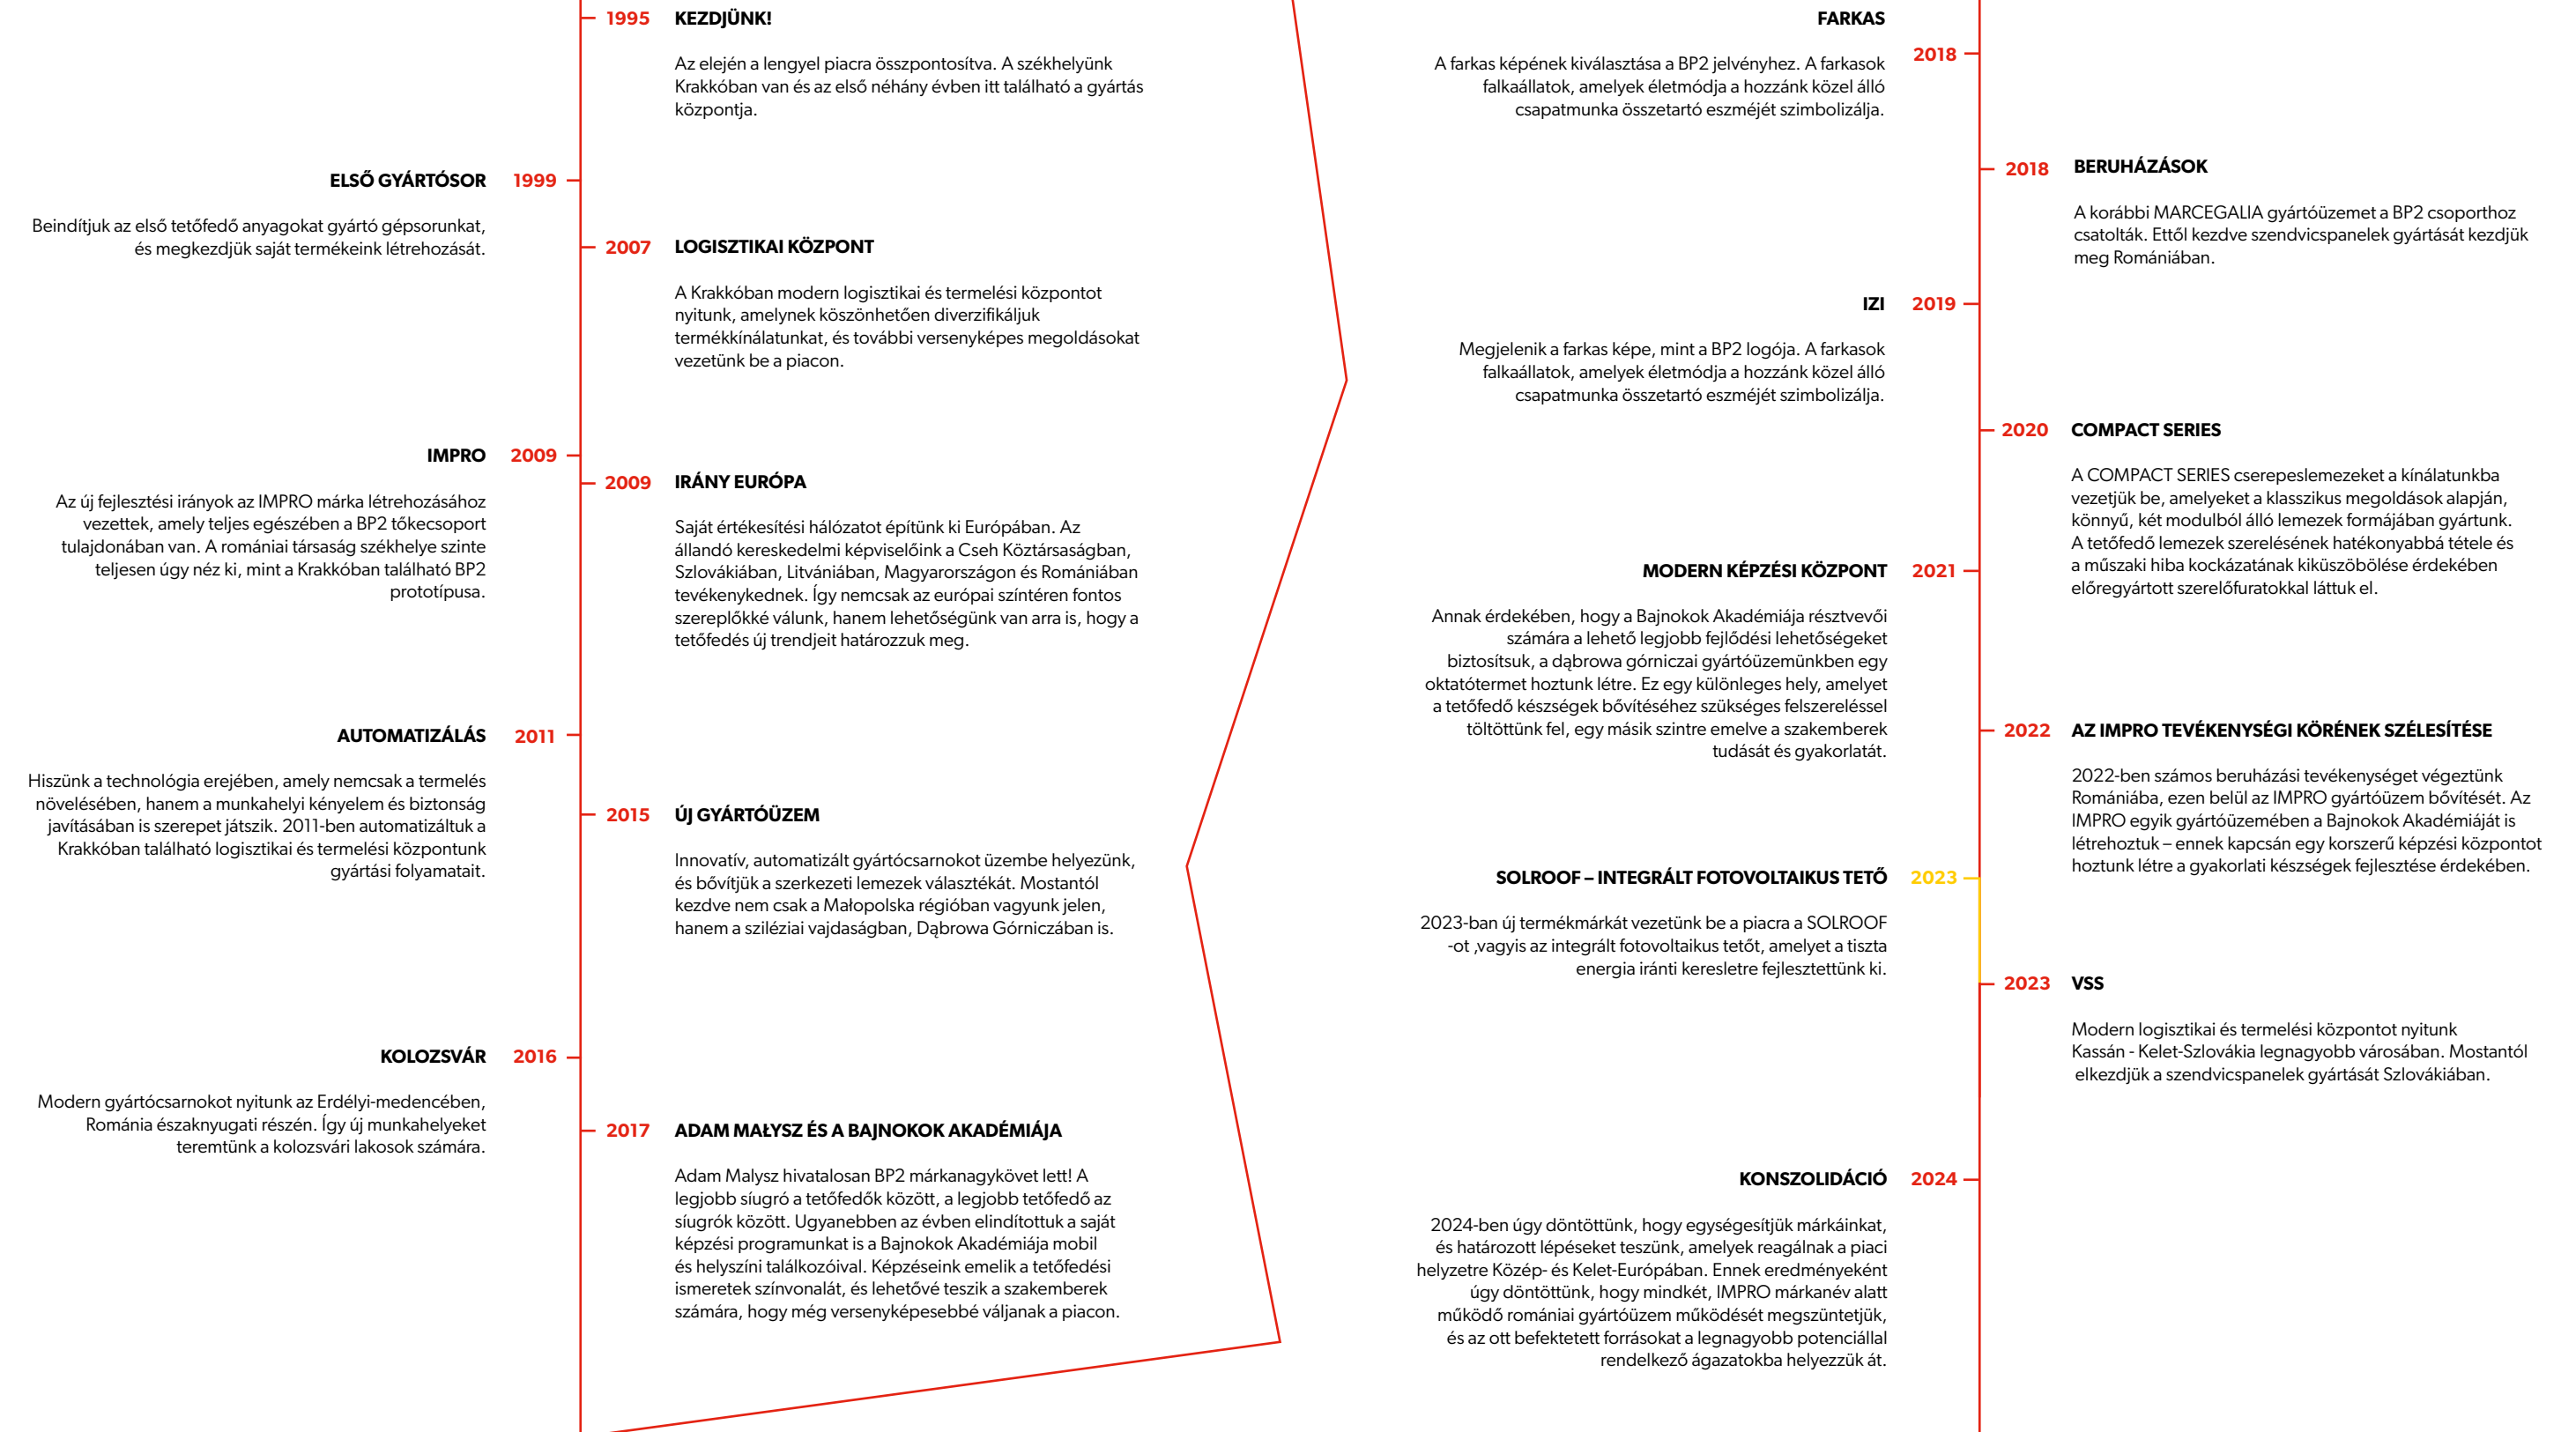 1995 KEZDJÜNK!
Az elején a lengyel piacra összpontosítva. A székhelyünk
Krakkóban van és az első néhány évben itt található a gyártás
központja.
ELSŐ GYÁRTÓSOR 1999
Beindítjuk az első tetőfedő anyagokat gyártó gépsorunkat,
és megkezdjük saját termékeink létrehozását.
2007 LOGISZTIKAI KÖZPONT
A Krakkóban modern logisztikai és termelési központot
nyitunk, amelynek köszönhetően diverzifikáljuk
termékkínálatunkat, és további versenyképes megoldásokat
vezetünk be a piacon.
IMPRO 2009
Az új fejlesztési irányok az IMPRO márka létrehozásához
vezettek, amely teljes egészében a BP2 tőkecsoport
tulajdonában van. A romániai társaság székhelye szinte
teljesen úgy néz ki, mint a Krakkóban található BP2
prototípusa.
2009 IRÁNY EURÓPA
Saját értékesítési hálózatot építünk ki Európában. Az
állandó kereskedelmi képviselőink a Cseh Köztársaságban,
Szlovákiában, Litvániában, Magyarországon és Romániában
tevékenykednek. Így nemcsak az európai színtéren fontos
szereplőkké válunk, hanem lehetőségünk van arra is, hogy a
tetőfedés új trendjeit határozzuk meg.
AUTOMATIZÁLÁS 2011
Hiszünk a technológia erejében, amely nemcsak a termelés
növelésében, hanem a munkahelyi kényelem és biztonság
javításában is szerepet játszik. 2011-ben automatizáltuk a
Krakkóban található logisztikai és termelési központunk
gyártási folyamatait.
2015 ÚJ GYÁRTÓÜZEM
Innovatív, automatizált gyártócsarnokot üzembe helyezünk,
és bővítjük a szerkezeti lemezek választékát. Mostantól
kezdve nem csak a Małopolska régióban vagyunk jelen,
hanem a sziléziai vajdaságban, Dąbrowa Górniczában is.
KOLOZSVÁR 2016
Modern gyártócsarnokot nyitunk az Erdélyi-medencében,
Románia északnyugati részén. Így új munkahelyeket
teremtünk a kolozsvári lakosok számára.
2017 ADAM MAŁYSZ ÉS A BAJNOKOK AKADÉMIÁJA
Adam Malysz hivatalosan BP2 márkanagykövet lett! A
legjobb síugró a tetőfedők között, a legjobb tetőfedő az
síugrók között. Ugyanebben az évben elindítottuk a saját
képzési programunkat is a Bajnokok Akadémiája mobil
és helyszíni találkozóival. Képzéseink emelik a tetőfedési
ismeretek színvonalát, és lehetővé teszik a szakemberek
számára, hogy még versenyképesebbé váljanak a piacon.
FARKAS
2018
A farkas képének kiválasztása a BP2 jelvényhez. A farkasok
falkaállatok, amelyek életmódja a hozzánk közel álló
csapatmunka összetartó eszméjét szimbolizálja.
2018 BERUHÁZÁSOK
A korábbi MARCEGALIA gyártóüzemet a BP2 csoporthoz
csatolták. Ettől kezdve szendvicspanelek gyártását kezdjük
meg Romániában.
IZI 2019
Megjelenik a farkas képe, mint a BP2 logója. A farkasok
falkaállatok, amelyek életmódja a hozzánk közel álló
csapatmunka összetartó eszméjét szimbolizálja.
2020 COMPACT SERIES
A COMPACT SERIES cserepeslemezeket a kínálatunkba
vezetjük be, amelyeket a klasszikus megoldások alapján,
könnyű, két modulból álló lemezek formájában gyártunk.
A tetőfedő lemezek szerelésének hatékonyabbá tétele és
a műszaki hiba kockázatának kiküszöbölése érdekében
előregyártott szerelőfuratokkal láttuk el.
MODERN KÉPZÉSI KÖZPONT 2021
Annak érdekében, hogy a Bajnokok Akadémiája résztvevői
számára a lehető legjobb fejlődési lehetőségeket
biztosítsuk, a dąbrowa górniczai gyártóüzemünkben egy
oktatótermet hoztunk létre. Ez egy különleges hely, amelyet
a tetőfedő készségek bővítéséhez szükséges felszereléssel
töltöttünk fel, egy másik szintre emelve a szakemberek
tudását és gyakorlatát.
2022 AZ IMPRO TEVÉKENYSÉGI KÖRÉNEK SZÉLESÍTÉSE
2022-ben számos beruházási tevékenységet végeztünk
Romániába, ezen belül az IMPRO gyártóüzem bővítését. Az
IMPRO egyik gyártóüzemében a Bajnokok Akadémiáját is
létrehoztuk – ennek kapcsán egy korszerű képzési központot
hoztunk létre a gyakorlati készségek fejlesztése érdekében.
SOLROOF – INTEGRÁLT FOTOVOLTAIKUS TETŐ 2023
2023-ban új termékmárkát vezetünk be a piacra a SOLROOF
-ot ,vagyis az integrált fotovoltaikus tetőt, amelyet a tiszta
energia iránti keresletre fejlesztettünk ki.
2023 VSS
Modern logisztikai és termelési központot nyitunk
Kassán - Kelet-Szlovákia legnagyobb városában. Mostantól
elkezdjük a szendvicspanelek gyártását Szlovákiában.
KONSZOLIDÁCIÓ 2024
2024-ben úgy döntöttünk, hogy egységesítjük márkáinkat,
és határozott lépéseket teszünk, amelyek reagálnak a piaci
helyzetre Közép- és Kelet-Európában. Ennek eredményeként
úgy döntöttünk, hogy mindkét, IMPRO márkanév alatt
működő romániai gyártóüzem működését megszüntetjük,
és az ott befektetett forrásokat a legnagyobb potenciállal
rendelkező ágazatokba helyezzük át.